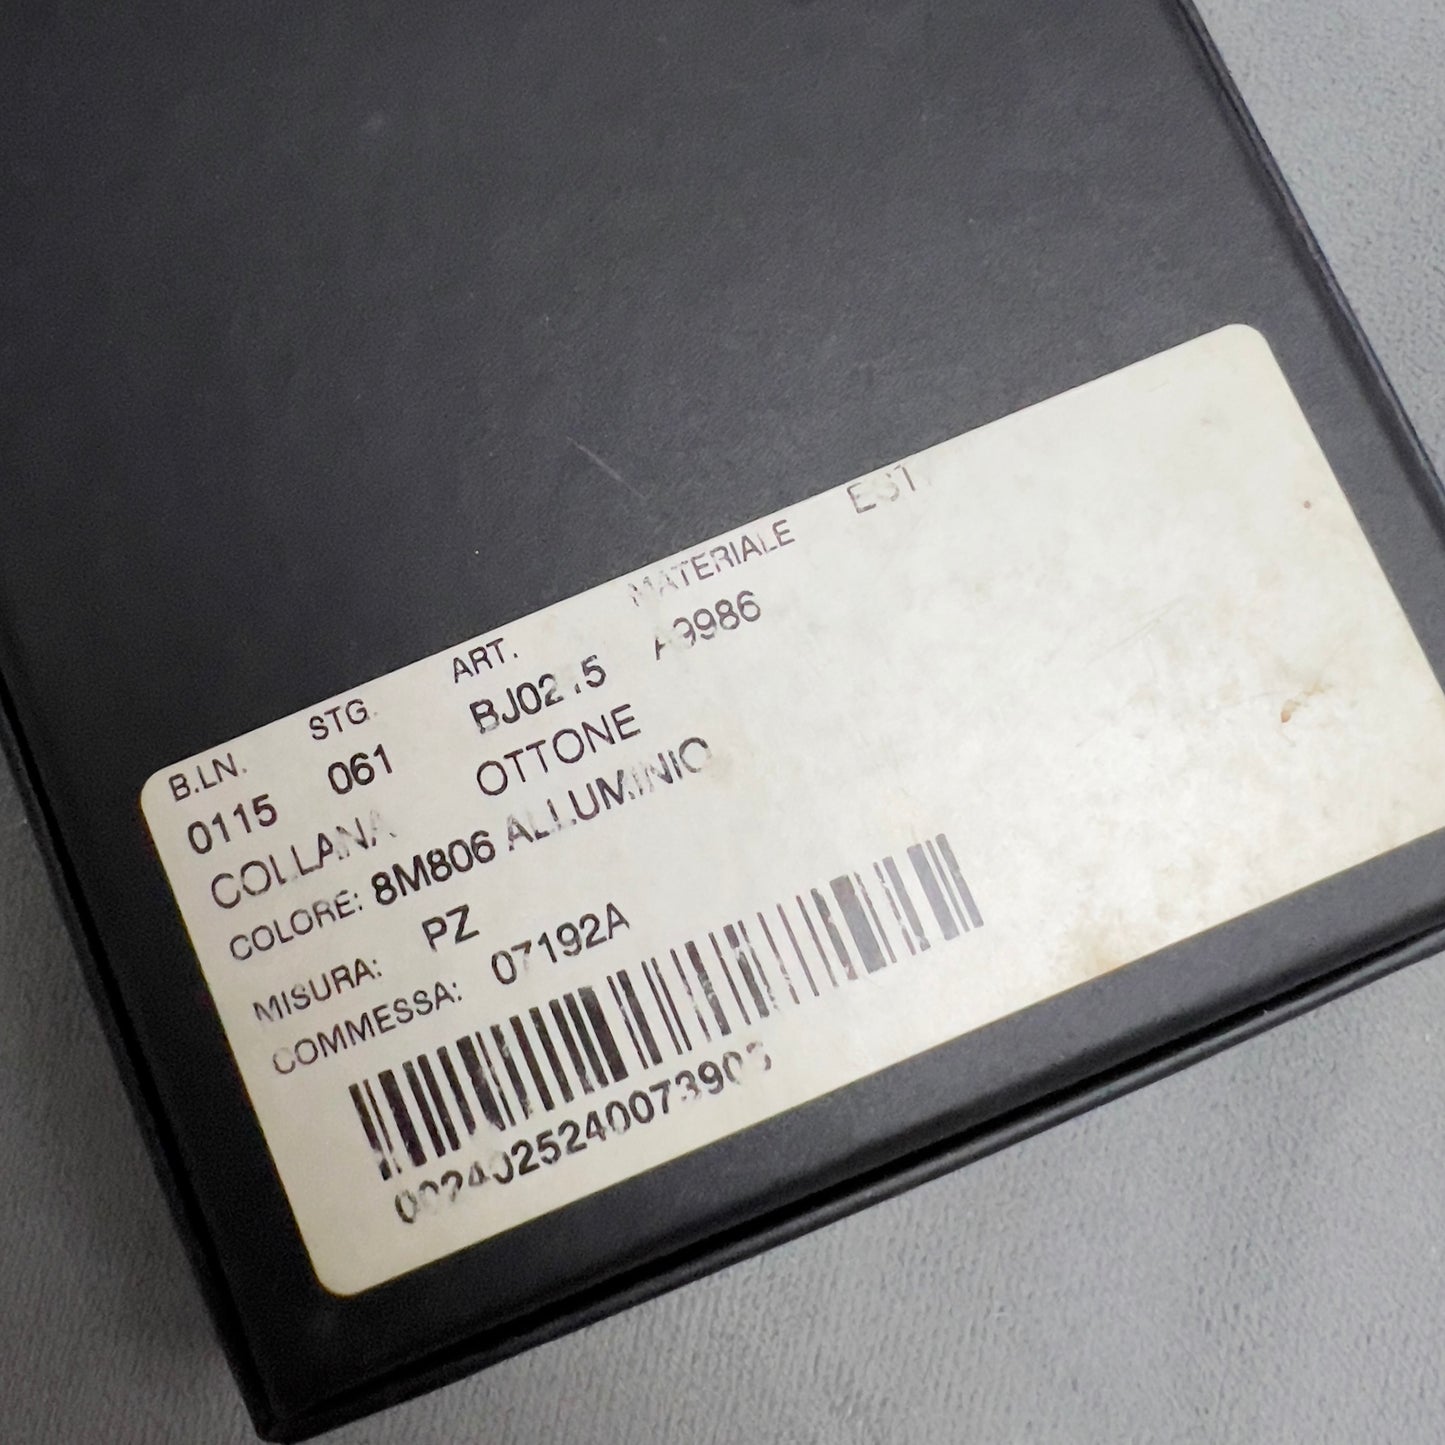 B.LN. STG. ART. MATERIALE
0115 061
COLLANA OTTONE
COLORE: 8M806 ALLUMINIO
MISURA: PZ
COMMESSA: 07192A